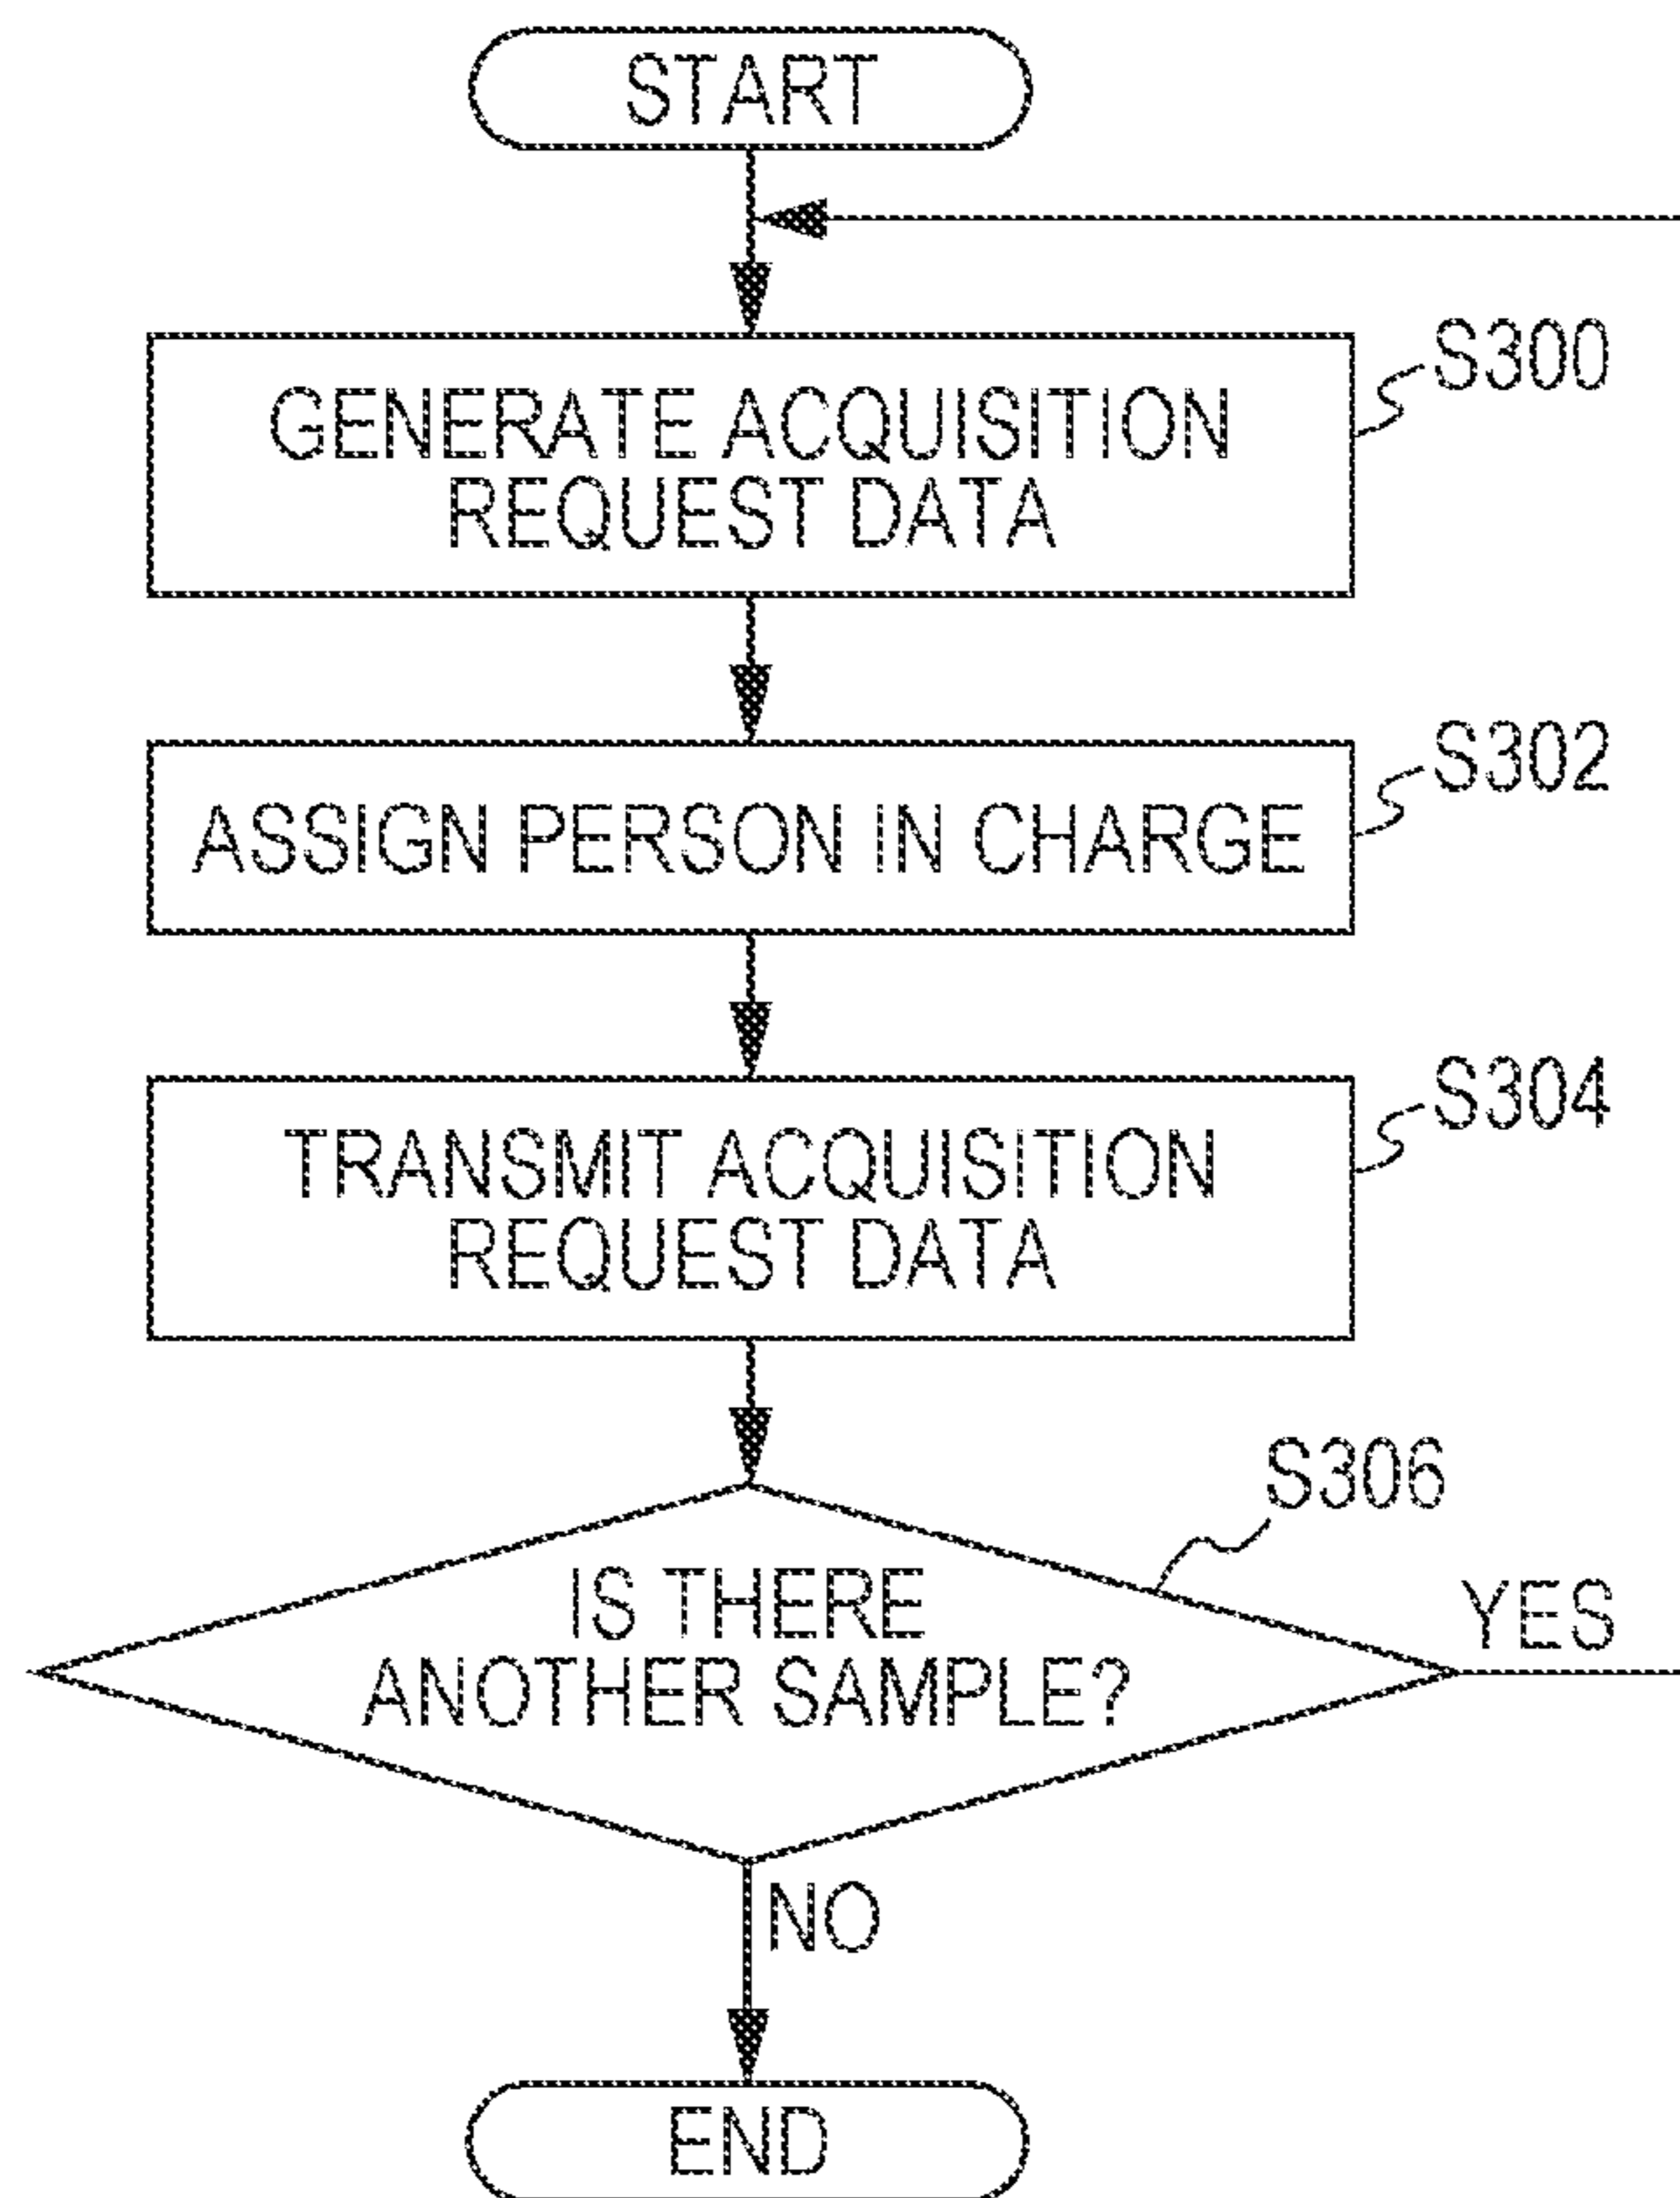 START
GENERATE ACQUISITION
REQUEST DATA
S300
ASSIGN PERSON IN CHARGE
S302
TRANSMIT ACQUISITION
REQUEST DATA
S304
IS THERE
ANOTHER SAMPLE?
S306
YES
NO
END